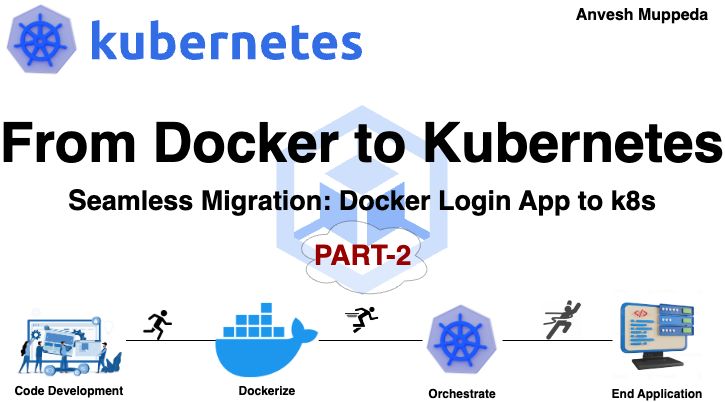 kubernetes
Anvesh Muppeda
From Docker to Kubernetes
Seamless Migration: Docker Login App to k8s
PART-2
</>
Code Development
Dockerize
Orchestrate
End Application